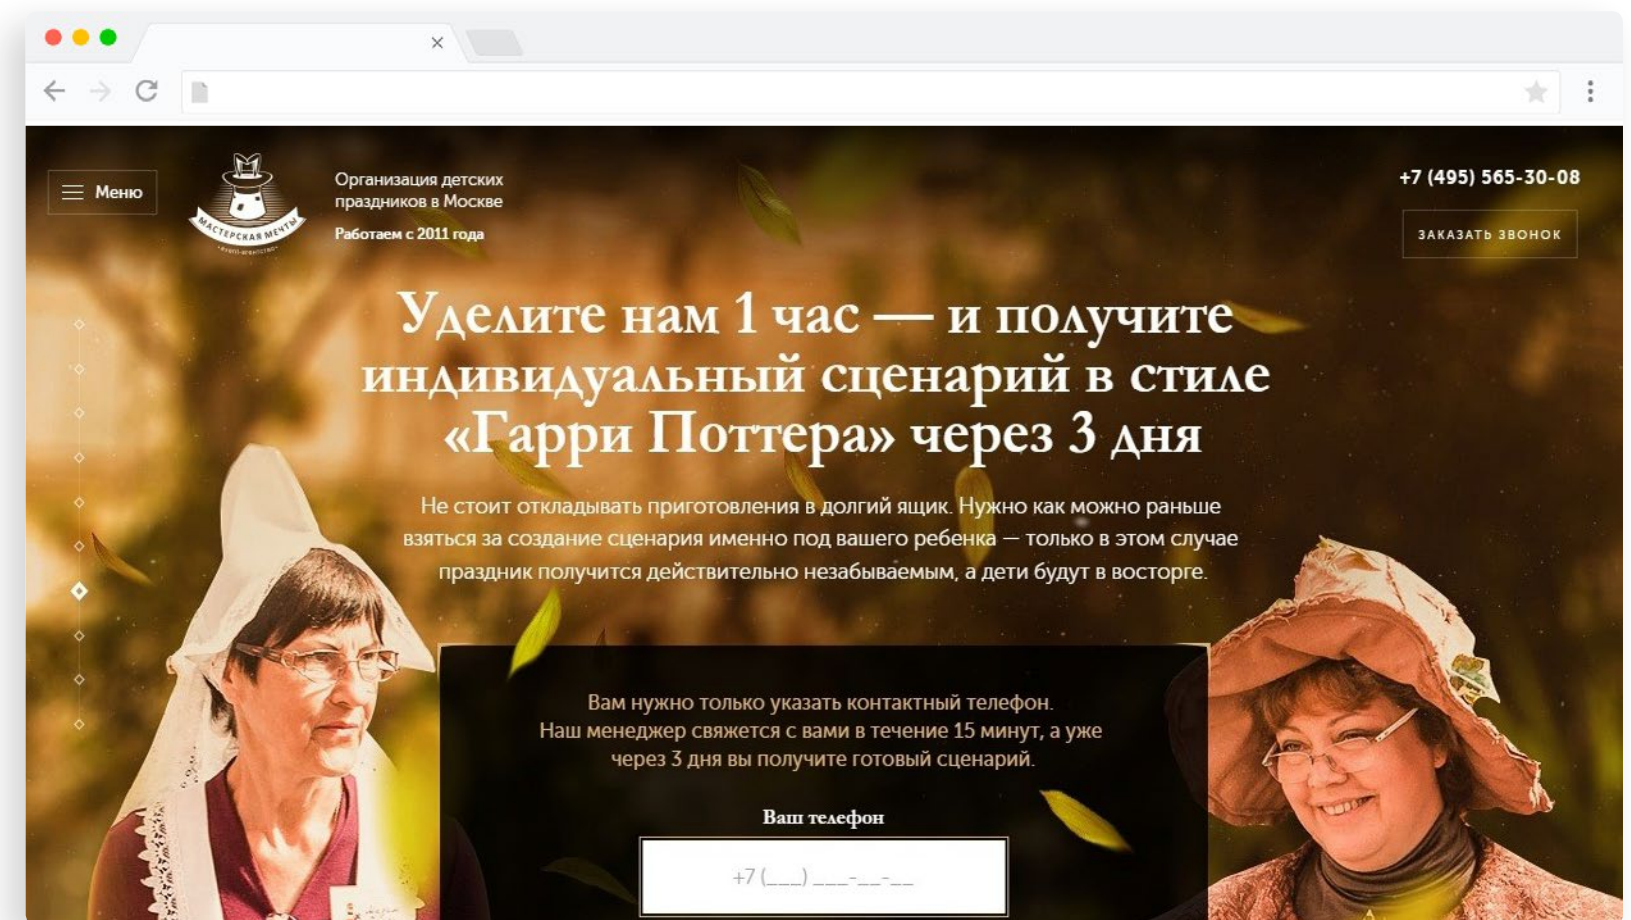 Меню
МАСТЕРСКАЯ МЕЧТЫ
Организация детских
праздников в Москве
Работаем с 2011 года
+7 (495) 565-30-08
ЗАКАЗАТЬ ЗВОНОК
Уделите нам 1 час — и получите
индивидуальный сценарий в стиле
«Гарри Поттера» через 3 дня
Не стоит откладывать приготовления в долгий ящик. Нужно как можно раньше
взяться за создание сценария именно под вашего ребенка — только в этом случае
праздник получится действительно незабываемым, а дети будут в восторге.
Вам нужно только указать контактный телефон.
Наш менеджер свяжется с вами в течение 15 минут, а уже
через 3 дня вы получите готовый сценарий.
Ваш телефон
+7 (___) ___-__-__